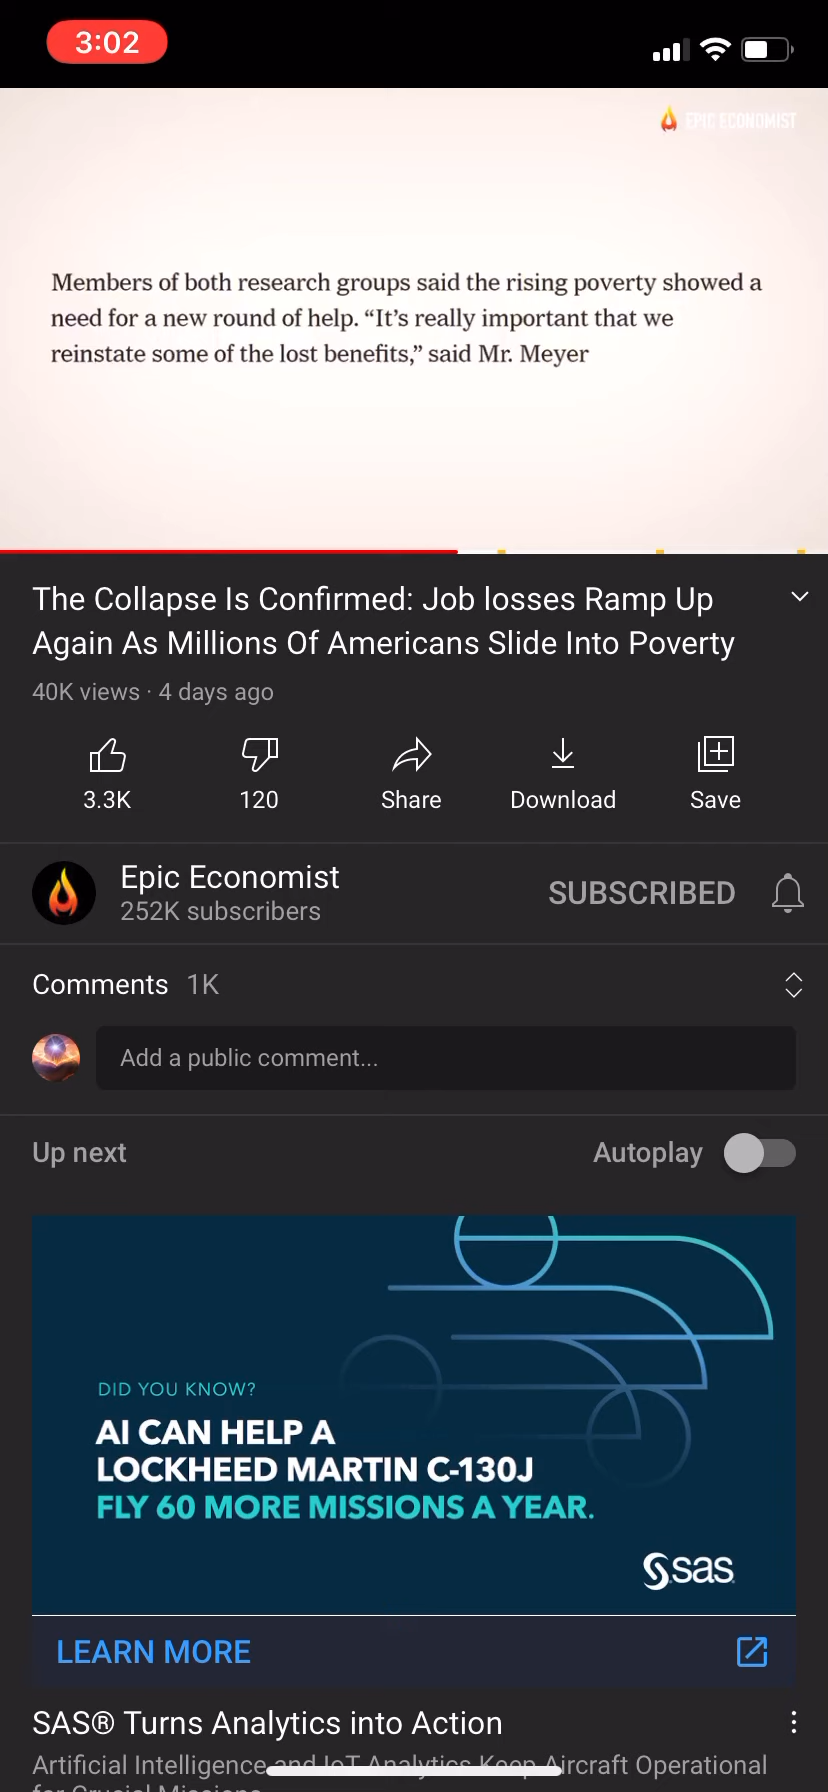 3:02
EPIC ECONOMIST
Members of both research groups said the rising poverty showed a
need for a new round of help. “It’s really important that we
reinstate some of the lost benefits,” said Mr. Meyer
The Collapse Is Confirmed: Job losses Ramp Up
Again As Millions Of Americans Slide Into Poverty
40K views · 4 days ago
3.3K
120
Share
Download
Save
Epic Economist
252K subscribers
SUBSCRIBED
Comments 1K
Add a public comment...
Up next
Autoplay
DID YOU KNOW?
AI CAN HELP A
LOCKHEED MARTIN C-130J
FLY 60 MORE MISSIONS A YEAR.
sas
LEARN MORE
SAS® Turns Analytics into Action
Artificial Intelligence and IoT Analytics Keep Aircraft Operational
for Crucial Missions